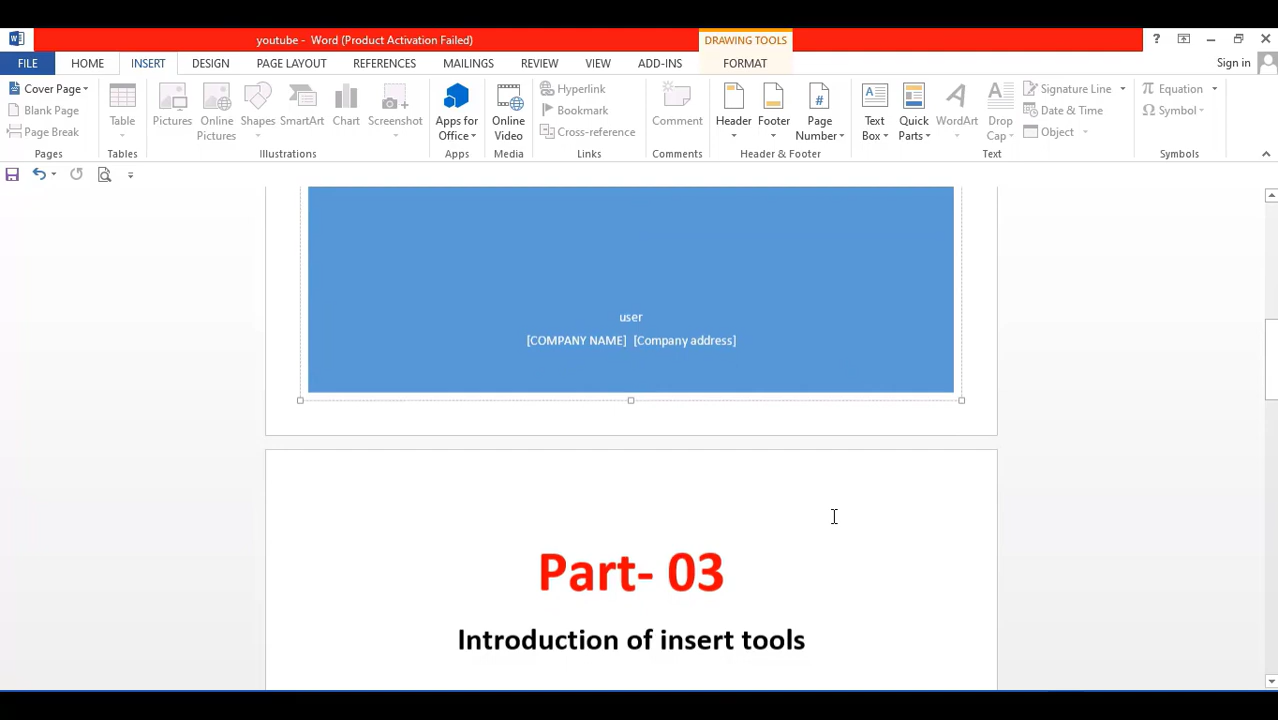 youtube - Word (Product Activation Failed)
DRAWING TOOLS
?
FILE HOME INSERT DESIGN PAGE LAYOUT REFERENCES MAILINGS REVIEW VIEW ADD-INS FORMAT Sign in
Cover Page
Blank Page
Page Break
Pages
Table
Tables
Pictures
Online Pictures
Shapes
SmartArt
Chart
Screenshot
Illustrations
Apps for Office
Apps
Online Video
Media
Hyperlink
Bookmark
Cross-reference
Links
Comment
Comments
Header
Footer
Page Number
Header & Footer
Text Box
Quick Parts
WordArt
Drop Cap
Signature Line
Date & Time
Object
Text
Equation
Symbol
Symbols
user
[COMPANY NAME] [Company address]
Part- 03
Introduction of insert tools